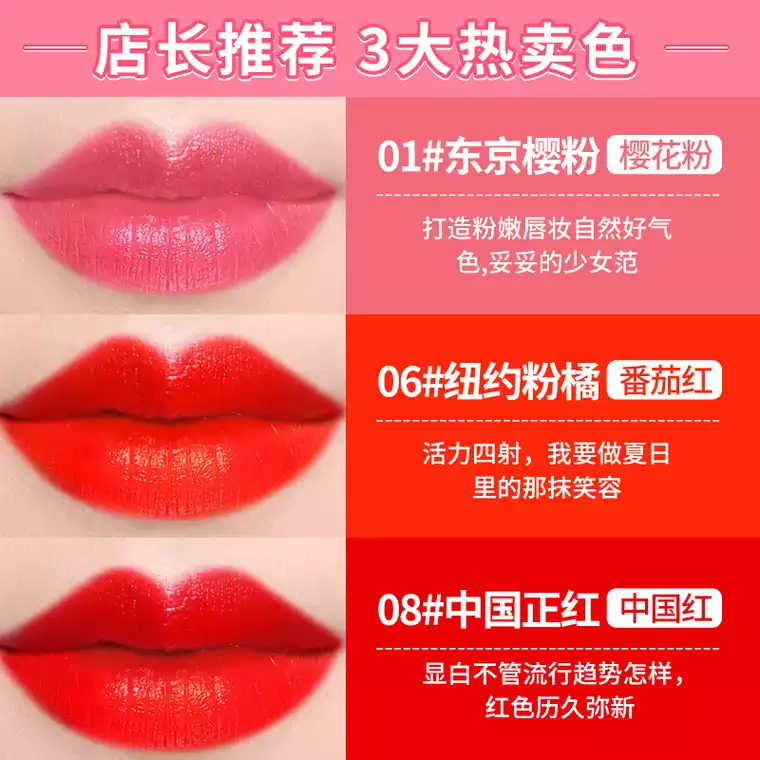 店长推荐 3大热卖色
01#东京樱粉 樱花粉
打造粉嫩唇妆自然好气
色,妥妥的少女范
06#纽约粉橘 番茄红
活力四射，我要做夏日
里的那抹笑容
08#中国正红 中国红
显白不管流行趋势怎样，
红色历久弥新